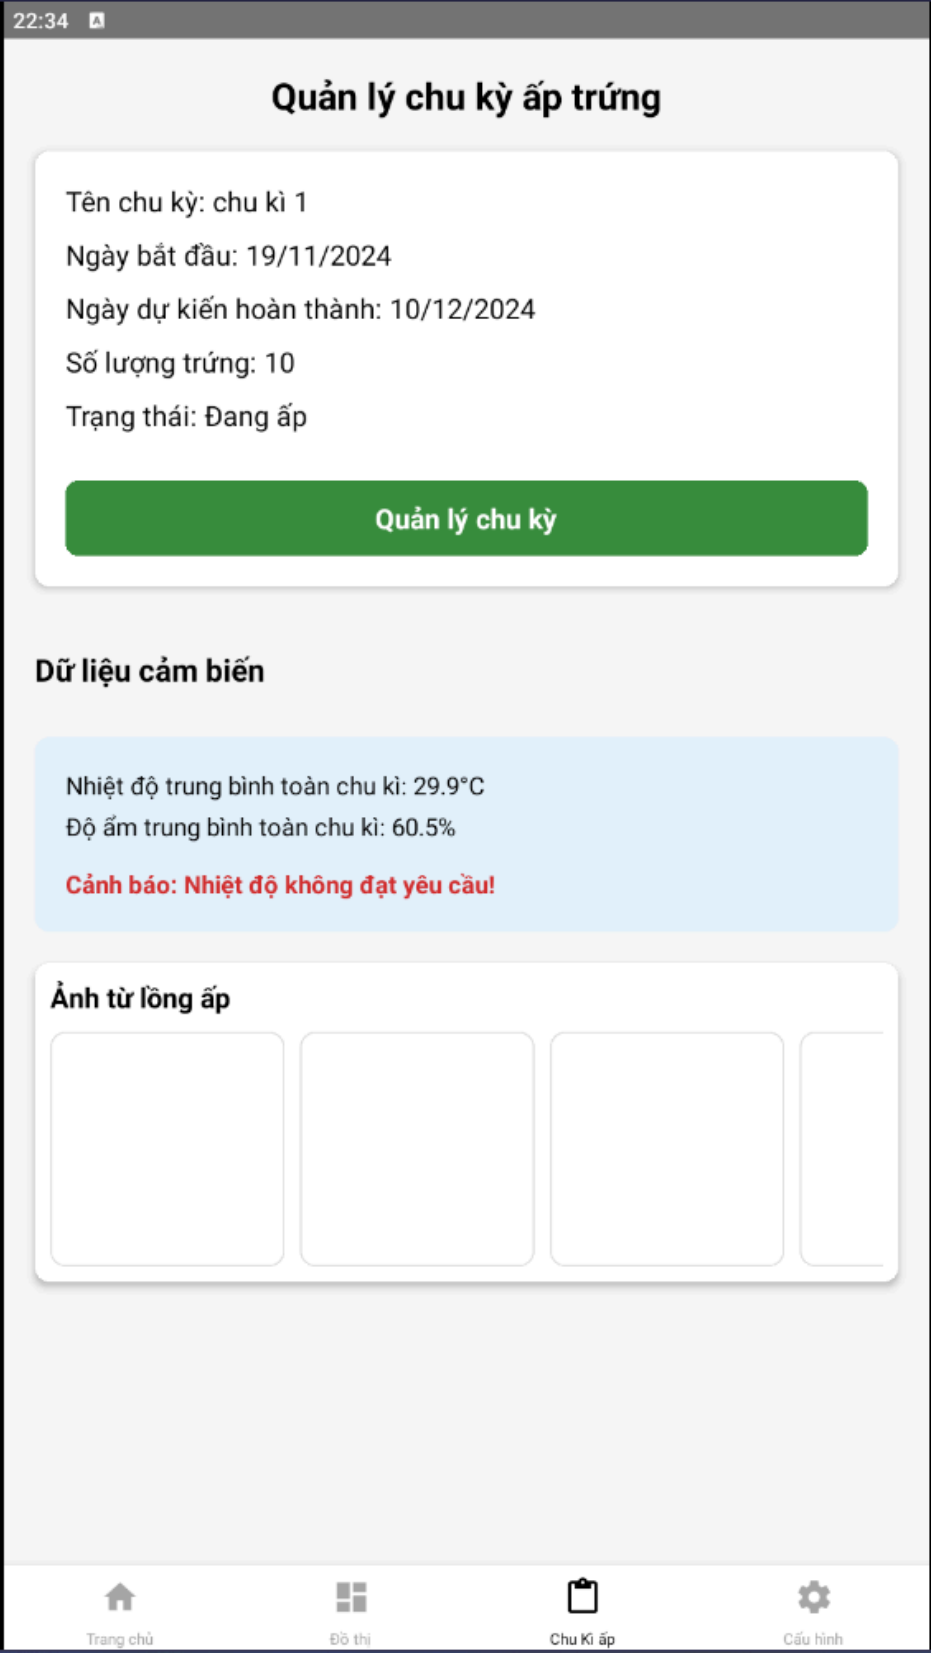 22:34 A
Quản lý chu kỳ ấp trứng
Tên chu kỳ: chu kì 1
Ngày bắt đầu: 19/11/2024
Ngày dự kiến hoàn thành: 10/12/2024
Số lượng trứng: 10
Trạng thái: Đang ấp
Quản lý chu kỳ
Dữ liệu cảm biến
Nhiệt độ trung bình toàn chu kì: 29.9°C
Độ ẩm trung bình toàn chu kì: 60.5%
Cảnh báo: Nhiệt độ không đạt yêu cầu!
Ảnh từ lồng ấp
Trang chủ Đồ thị Chu Kì ấp Cấu hình